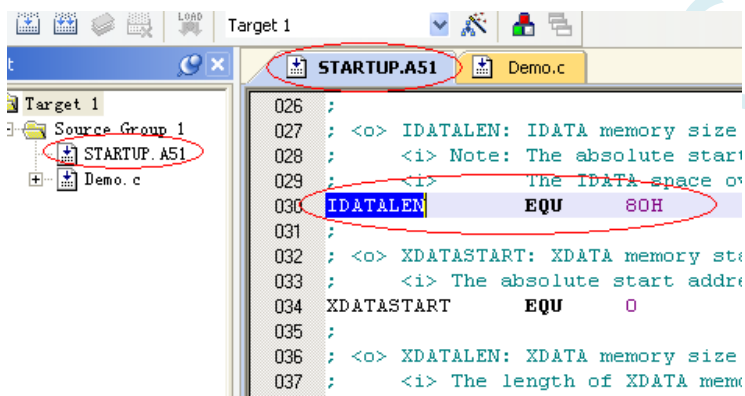 LOAD
Target 1
t
STARTUP.A51
Demo.c
Target 1
Source Group 1
STARTUP.A51
Demo.c
026 ;
027 ; <o> IDATALEN: IDATA memory size
028 ; <i> Note: The absolute start
029 ; <i> The IDATA space ov
030 IDATALEN EQU 80H
031 ;
032 ; <o> XDATASTART: XDATA memory sta
033 ; <i> The absolute start addre
034 XDATASTART EQU 0
035 ;
036 ; <o> XDATALEN: XDATA memory size
037 ; <i> The length of XDATA memo